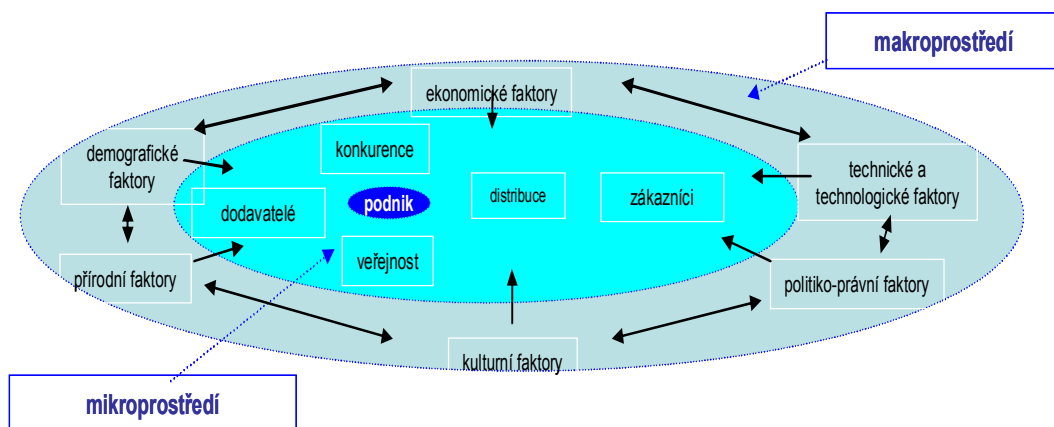 makroprostředí
ekonomické faktory
konkurence
demografické
faktory
technické a
technologické faktory
podnik
distribuce
zákazníci
dodavatelé
veřejnost
přírodní faktory
politiko-právní faktory
kulturní faktory
mikroprostředí